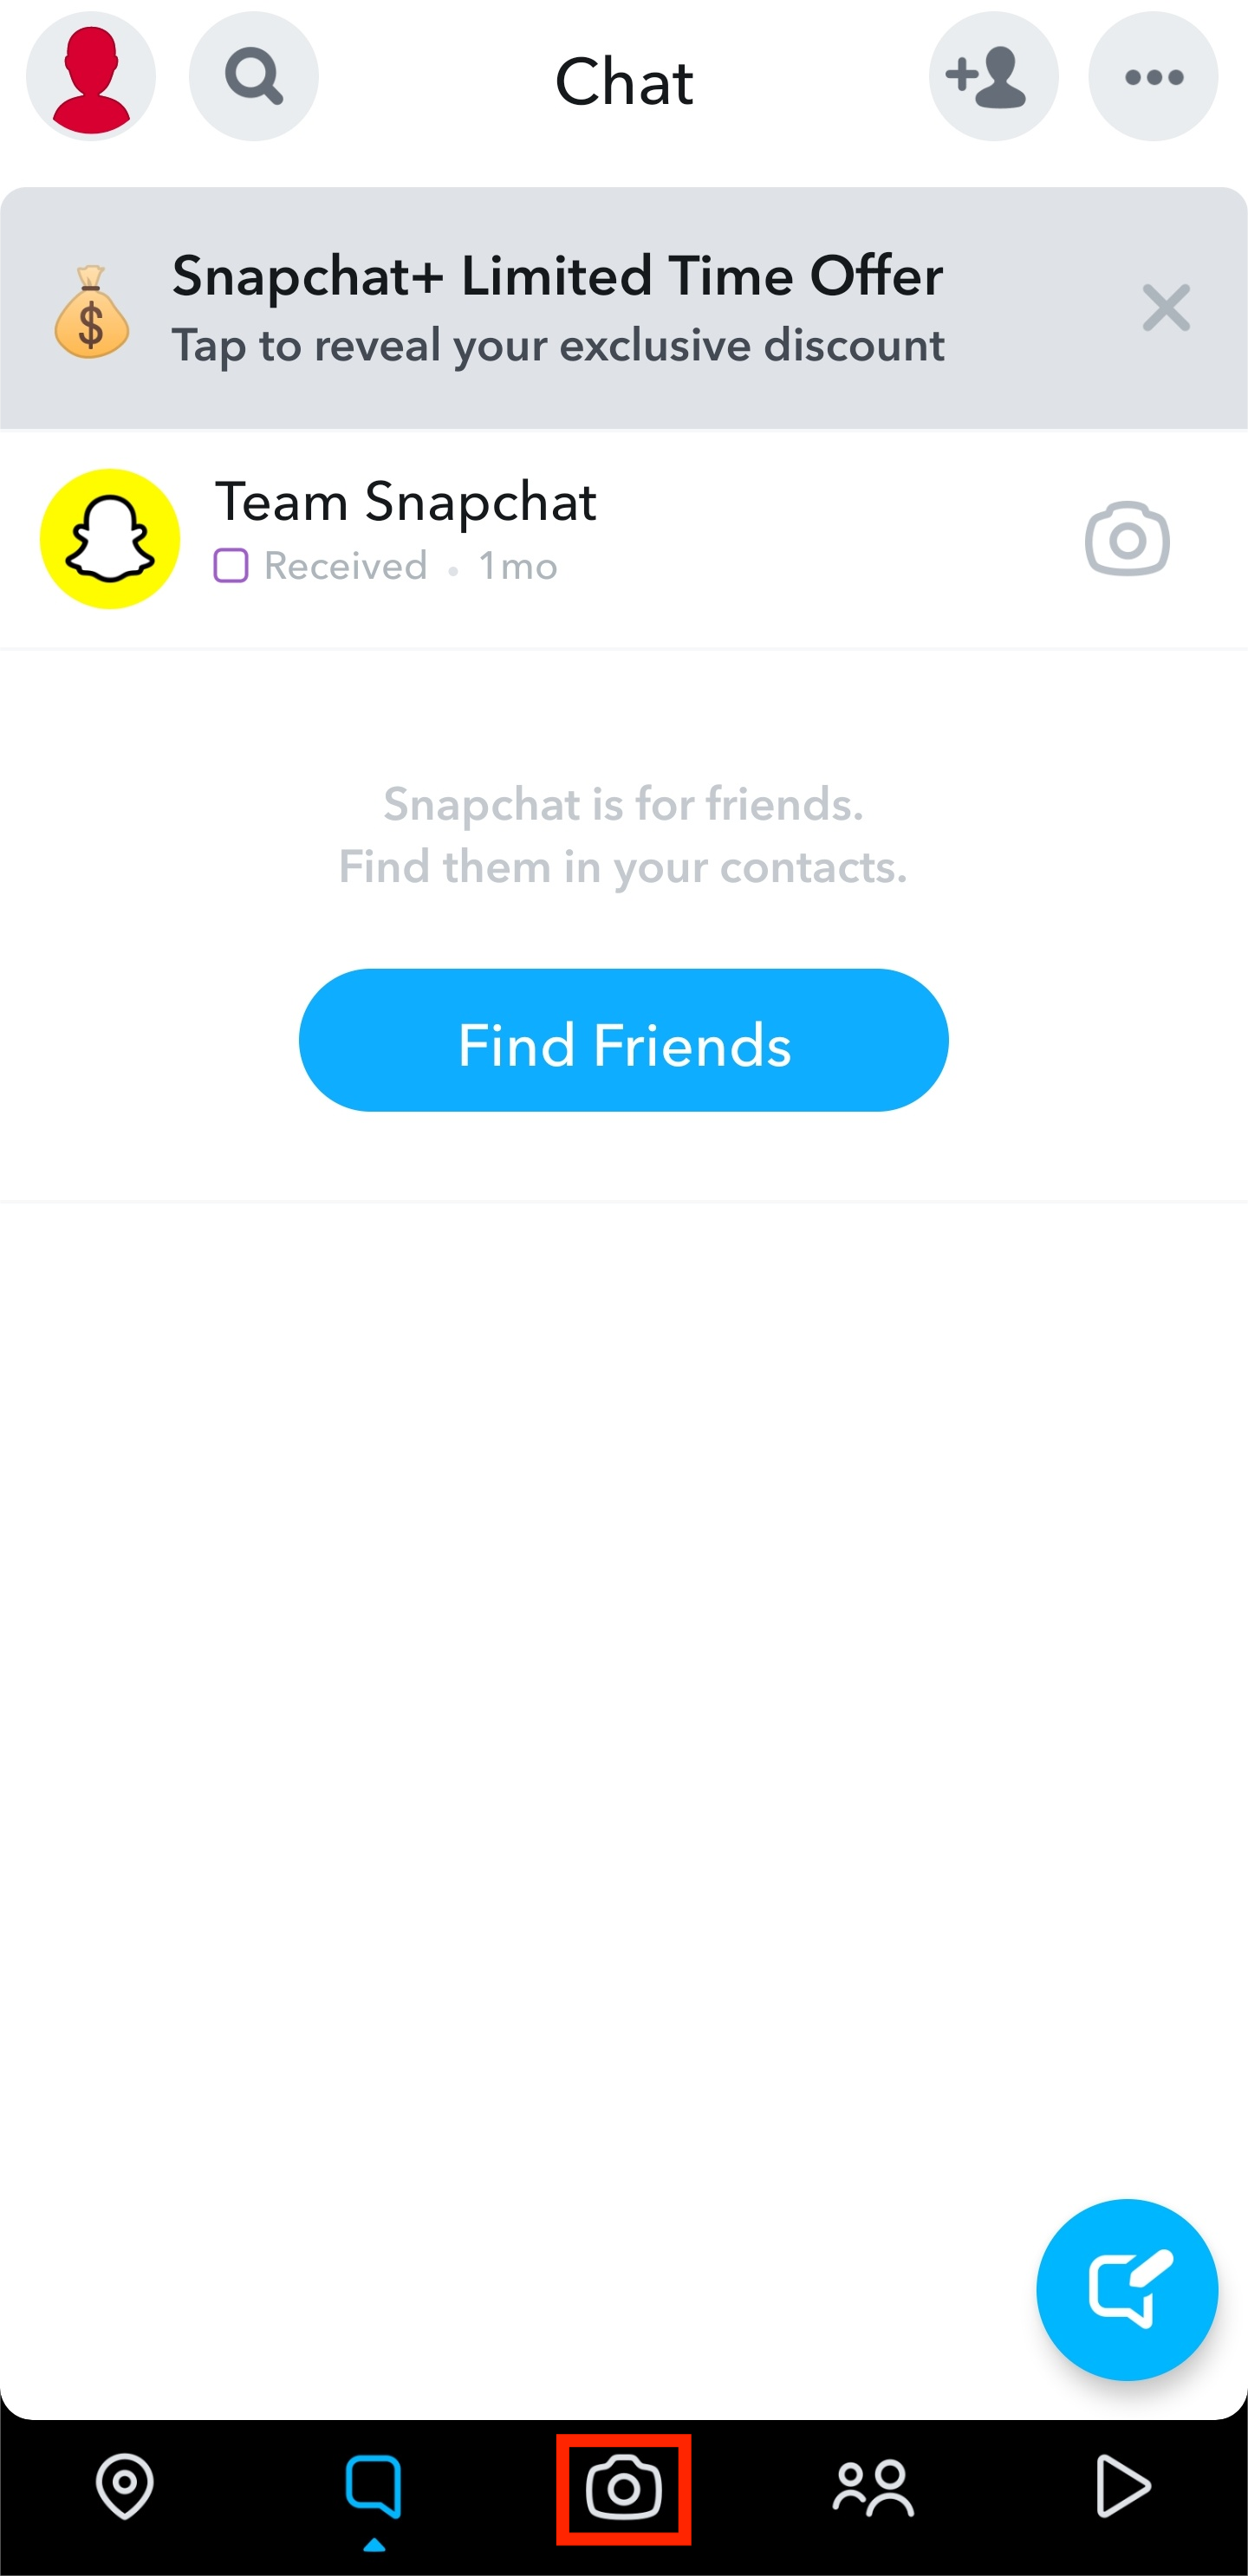 Chat
Snapchat+ Limited Time Offer
Tap to reveal your exclusive discount
Team Snapchat
Received • 1mo
Snapchat is for friends.
Find them in your contacts.
Find Friends